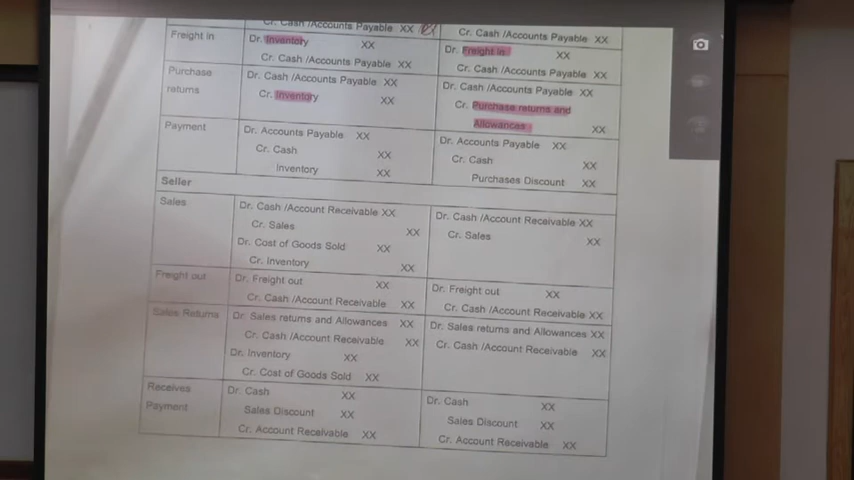 Cr. Cash /Accounts Payable XX
Cr. Cash /Accounts Payable XX
Freight in
Dr. Inventory XX
Cr. Cash /Accounts Payable XX
Dr. Freight in XX
Cr. Cash /Accounts Payable XX
Purchase
returns
Dr. Cash /Accounts Payable XX
Cr. Inventory XX
Dr. Cash /Accounts Payable XX
Cr. Purchase returns and
Allowances XX
Payment
Dr. Accounts Payable XX
Cr. Cash XX
Inventory XX
Dr. Accounts Payable XX
Cr. Cash XX
Purchases Discount XX
Seller
Sales
Dr. Cash /Account Receivable XX
Cr. Sales XX
Dr. Cost of Goods Sold XX
Cr. Inventory XX
Dr. Cash /Account Receivable XX
Cr. Sales XX
Freight out
Dr. Freight out XX
Cr. Cash /Account Receivable XX
Dr. Freight out XX
Cr. Cash /Account Receivable XX
Sales Returns
Dr. Sales returns and Allowances XX
Cr. Cash /Account Receivable XX
Dr. Inventory XX
Cr. Cost of Goods Sold XX
Dr. Sales returns and Allowances XX
Cr. Cash /Account Receivable XX
Receives
Payment
Dr. Cash XX
Sales Discount XX
Cr. Account Receivable XX
Dr. Cash XX
Sales Discount XX
Cr. Account Receivable XX